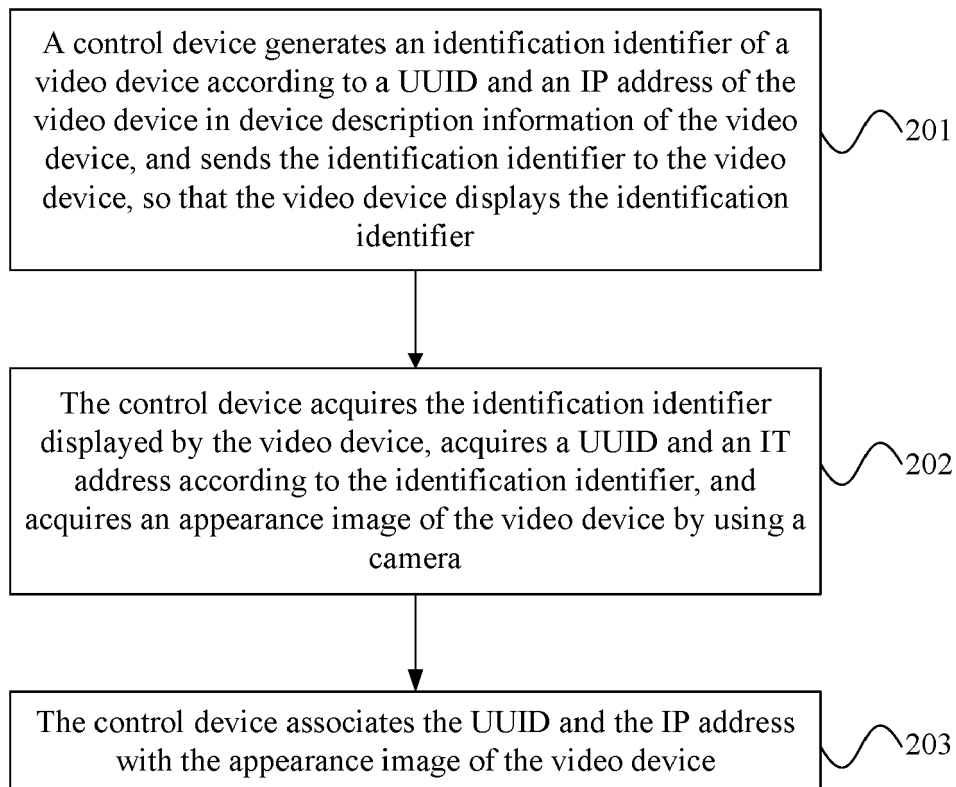 A control device generates an identification identifier of a
video device according to a UUID and an IP address of the
video device in device description information of the video
device, and sends the identification identifier to the video
device, so that the video device displays the identification
identifier
201
The control device acquires the identification identifier
displayed by the video device, acquires a UUID and an IT
address according to the identification identifier, and
acquires an appearance image of the video device by using a
camera
202
The control device associates the UUID and the IP address
with the appearance image of the video device
203